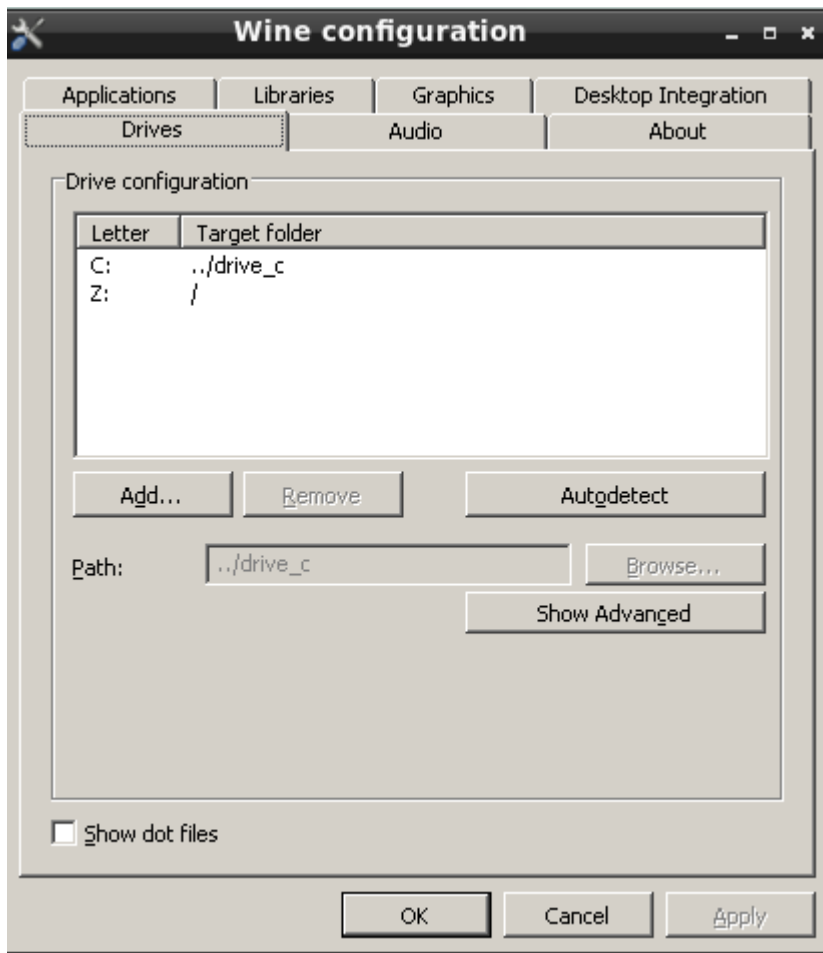 Wine configuration
Applications Libraries Graphics Desktop Integration
Drives Audio About
Drive configuration
Letter Target folder
C: ../drive_c
Z: /
Add... Remove Autodetect
Path: ../drive_c Browse...
Show Advanced
Show dot files
OK Cancel Apply